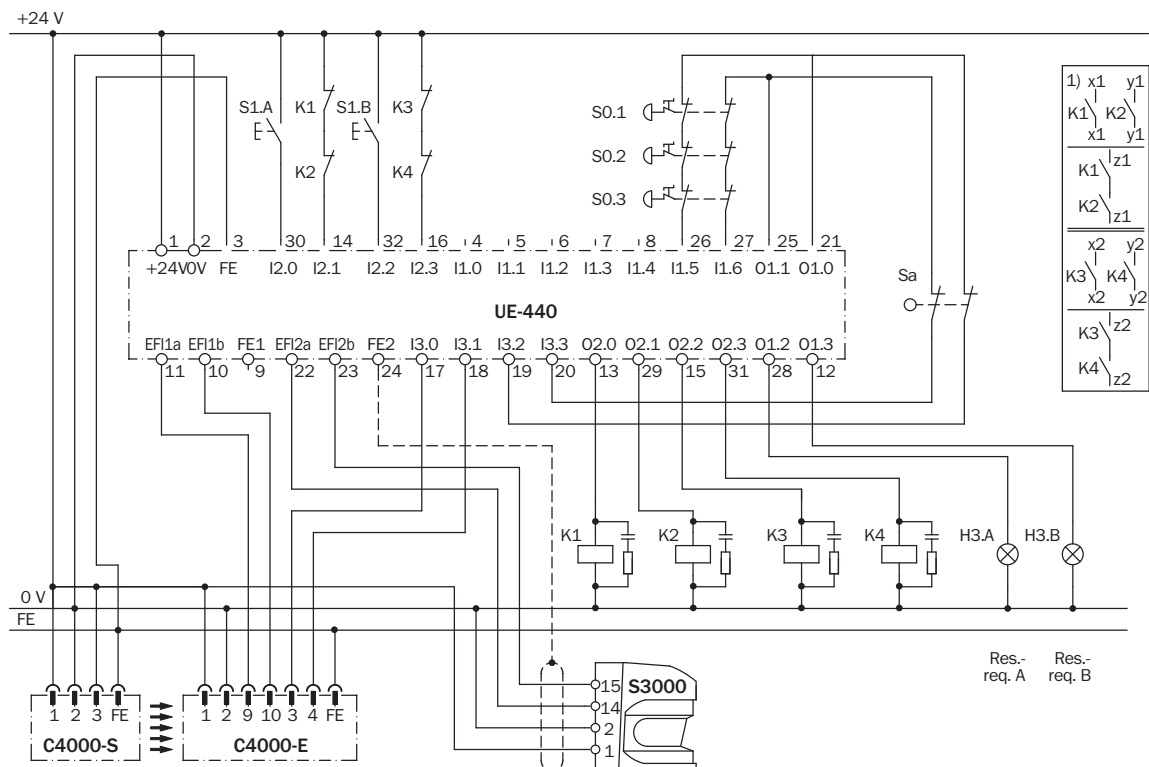 +24 V
S1.A K1 S1.B K3
K2 K4
S0.1
S0.2
S0.3
1) x1 y1
K1 K2
x1 y1
K1 z1
K2 z1
x2 y2
K3 K4
x2 y2
K3 z2
K4 z2
1 2 3 30 14 32 16 4 5 6 7 8 26 27 25 21
+24V 0V FE I2.0 I2.1 I2.2 I2.3 I1.0 I1.1 I1.2 I1.3 I1.4 I1.5 I1.6 O1.1 O1.0
Sa
UE-440
EFI1a EFI1b FE1 EFI2a EFI2b FE2 I3.0 I3.1 I3.2 I3.3 O2.0 O2.1 O2.2 O2.3 O1.2 O1.3
11 10 9 22 23 24 17 18 19 20 13 29 15 31 28 12
K1 K2 K3 K4 H3.A H3.B
0 V
FE
Res.-
req. A
Res.-
req. B
15 S3000
14
2
1
1 2 3 FE
C4000-S
1 2 9 10 3 4 FE
C4000-E